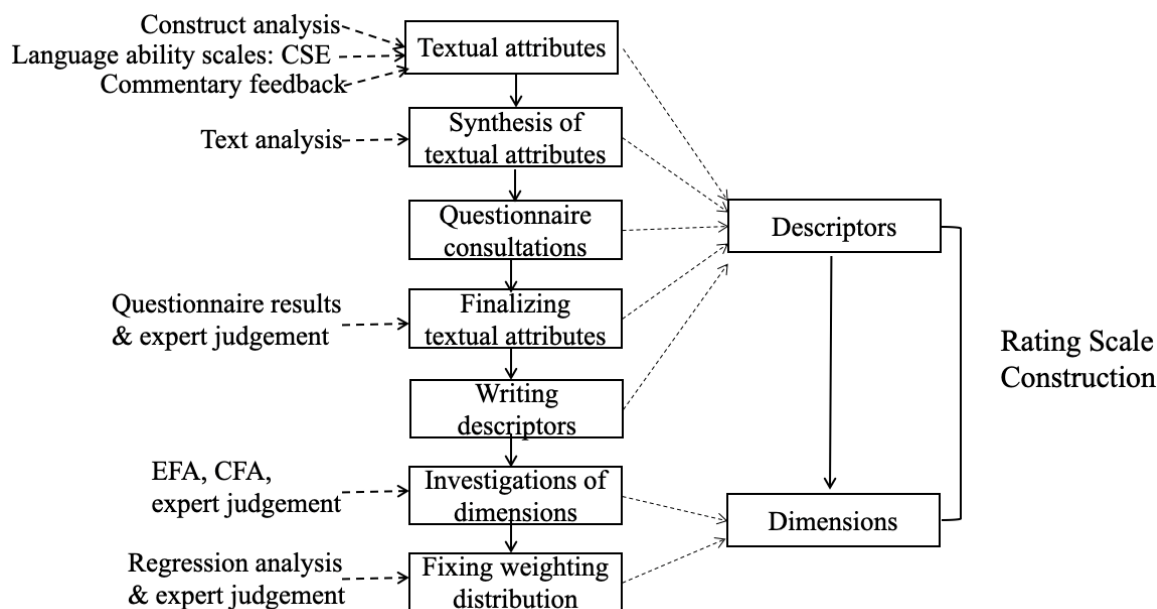 Construct analysis
Language ability scales: CSE
Commentary feedback
Textual attributes
Text analysis
Synthesis of
textual attributes
Questionnaire
consultations
Questionnaire results
& expert judgement
Finalizing
textual attributes
Writing
descriptors
EFA, CFA,
expert judgement
Investigations of
dimensions
Regression analysis
& expert judgement
Fixing weighting
distribution
Descriptors
Dimensions
Rating Scale
Construction